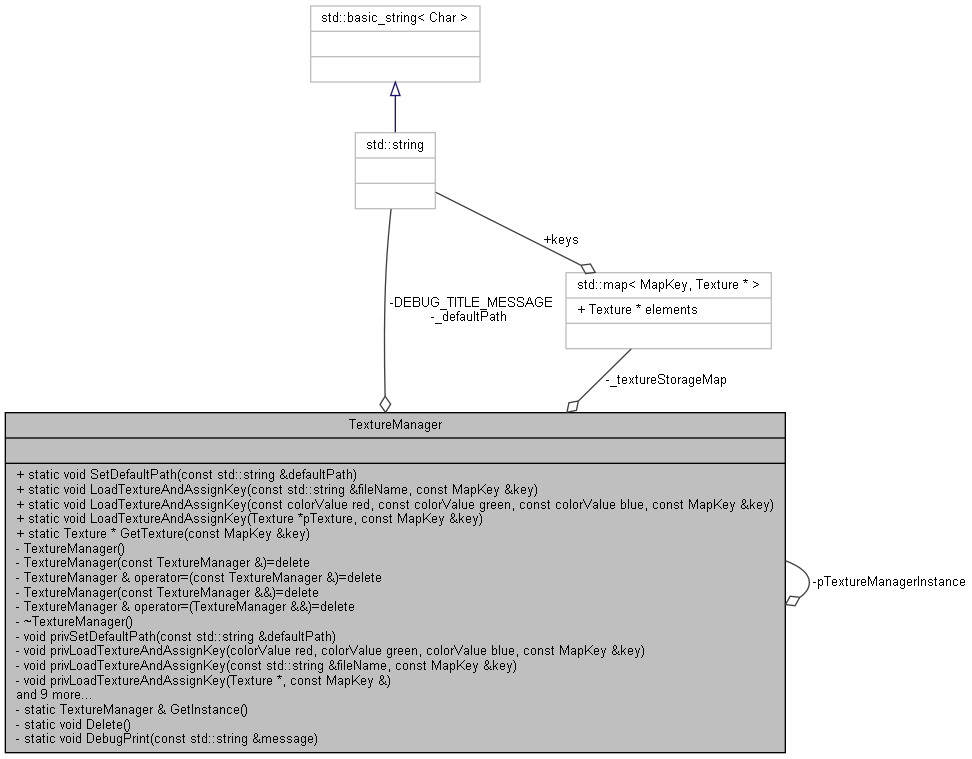 std::basic_string< Char >
std::string
+keys
std::map< MapKey, Texture * >
+ Texture * elements
-DEBUG_TITLE_MESSAGE
-_defaultPath
-_textureStorageMap
TextureManager
+ static void SetDefaultPath(const std::string &defaultPath)
+ static void LoadTextureAndAssignKey(const std::string &fileName, const MapKey &key)
+ static void LoadTextureAndAssignKey(const colorValue red, const colorValue green, const colorValue blue, const MapKey &key)
+ static void LoadTextureAndAssignKey(Texture *pTexture, const MapKey &key)
+ static Texture * GetTexture(const MapKey &key)
- TextureManager()
- TextureManager(const TextureManager &)=delete
- TextureManager & operator=(const TextureManager &)=delete
- TextureManager(const TextureManager &&)=delete
- TextureManager & operator=(TextureManager &&)=delete
- ~TextureManager()
- void privSetDefaultPath(const std::string &defaultPath)
- void privLoadTextureAndAssignKey(colorValue red, colorValue green, colorValue blue, const MapKey &key)
- void privLoadTextureAndAssignKey(const std::string &fileName, const MapKey &key)
- void privLoadTextureAndAssignKey(Texture *, const MapKey &)
and 9 more...
- static TextureManager & GetInstance()
- static void Delete()
- static void DebugPrint(const std::string &message)
-pTextureManagerInstance